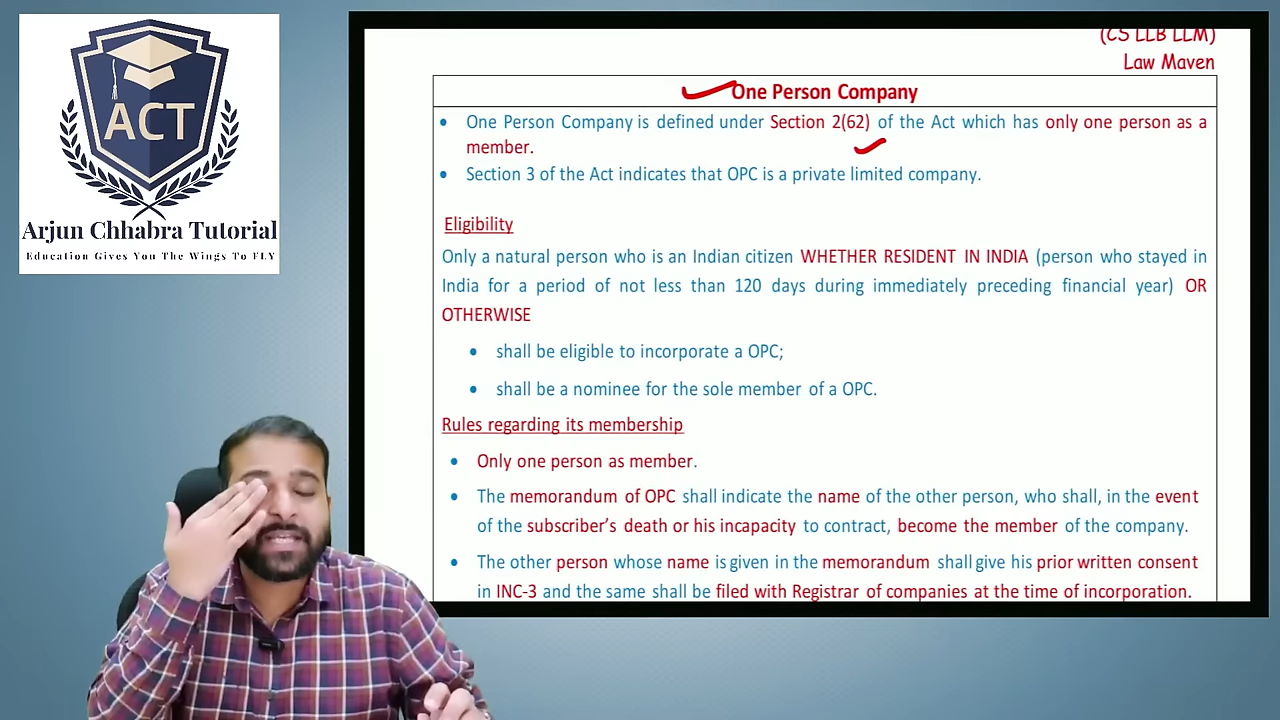 ACT
Arjun Chhabra Tutorial
Education Gives You The Wings To FLY
(CS LLB LLM)
Law Maven
One Person Company
• One Person Company is defined under Section 2(62) of the Act which has only one person as a
member.
• Section 3 of the Act indicates that OPC is a private limited company.
Eligibility
Only a natural person who is an Indian citizen WHETHER RESIDENT IN INDIA (person who stayed in
India for a period of not less than 120 days during immediately preceding financial year) OR
OTHERWISE
• shall be eligible to incorporate a OPC;
• shall be a nominee for the sole member of a OPC.
Rules regarding its membership
• Only one person as member.
• The memorandum of OPC shall indicate the name of the other person, who shall, in the event
of the subscriber’s death or his incapacity to contract, become the member of the company.
• The other person whose name is given in the memorandum shall give his prior written consent
in INC-3 and the same shall be filed with Registrar of companies at the time of incorporation.